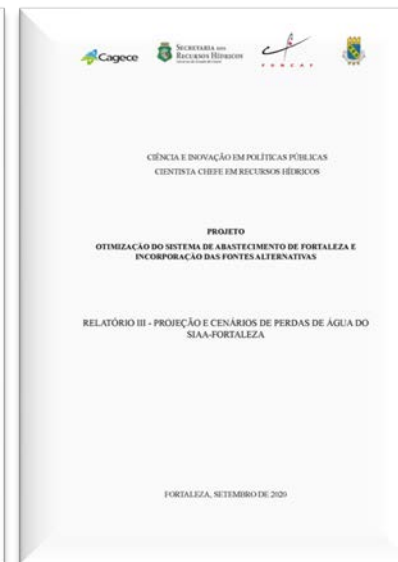 Cagece
SECRETARIA DOS
RECURSOS HÍDRICOS
FUNCAP
CIÊNCIA E INOVAÇÃO EM POLÍTICAS PÚBLICAS
CIENTISTA CHEFE EM RECURSOS HÍDRICOS
PROJETO
OTIMIZAÇÃO DO SISTEMA DE ABASTECIMENTO DE FORTALEZA E
INCORPORAÇÃO DAS FONTES ALTERNATIVAS
RELATÓRIO III - PROJEÇÃO E CENÁRIOS DE PERDAS DE ÁGUA DO
SIAA-FORTALEZA
FORTALEZA, SETEMBRO DE 2020